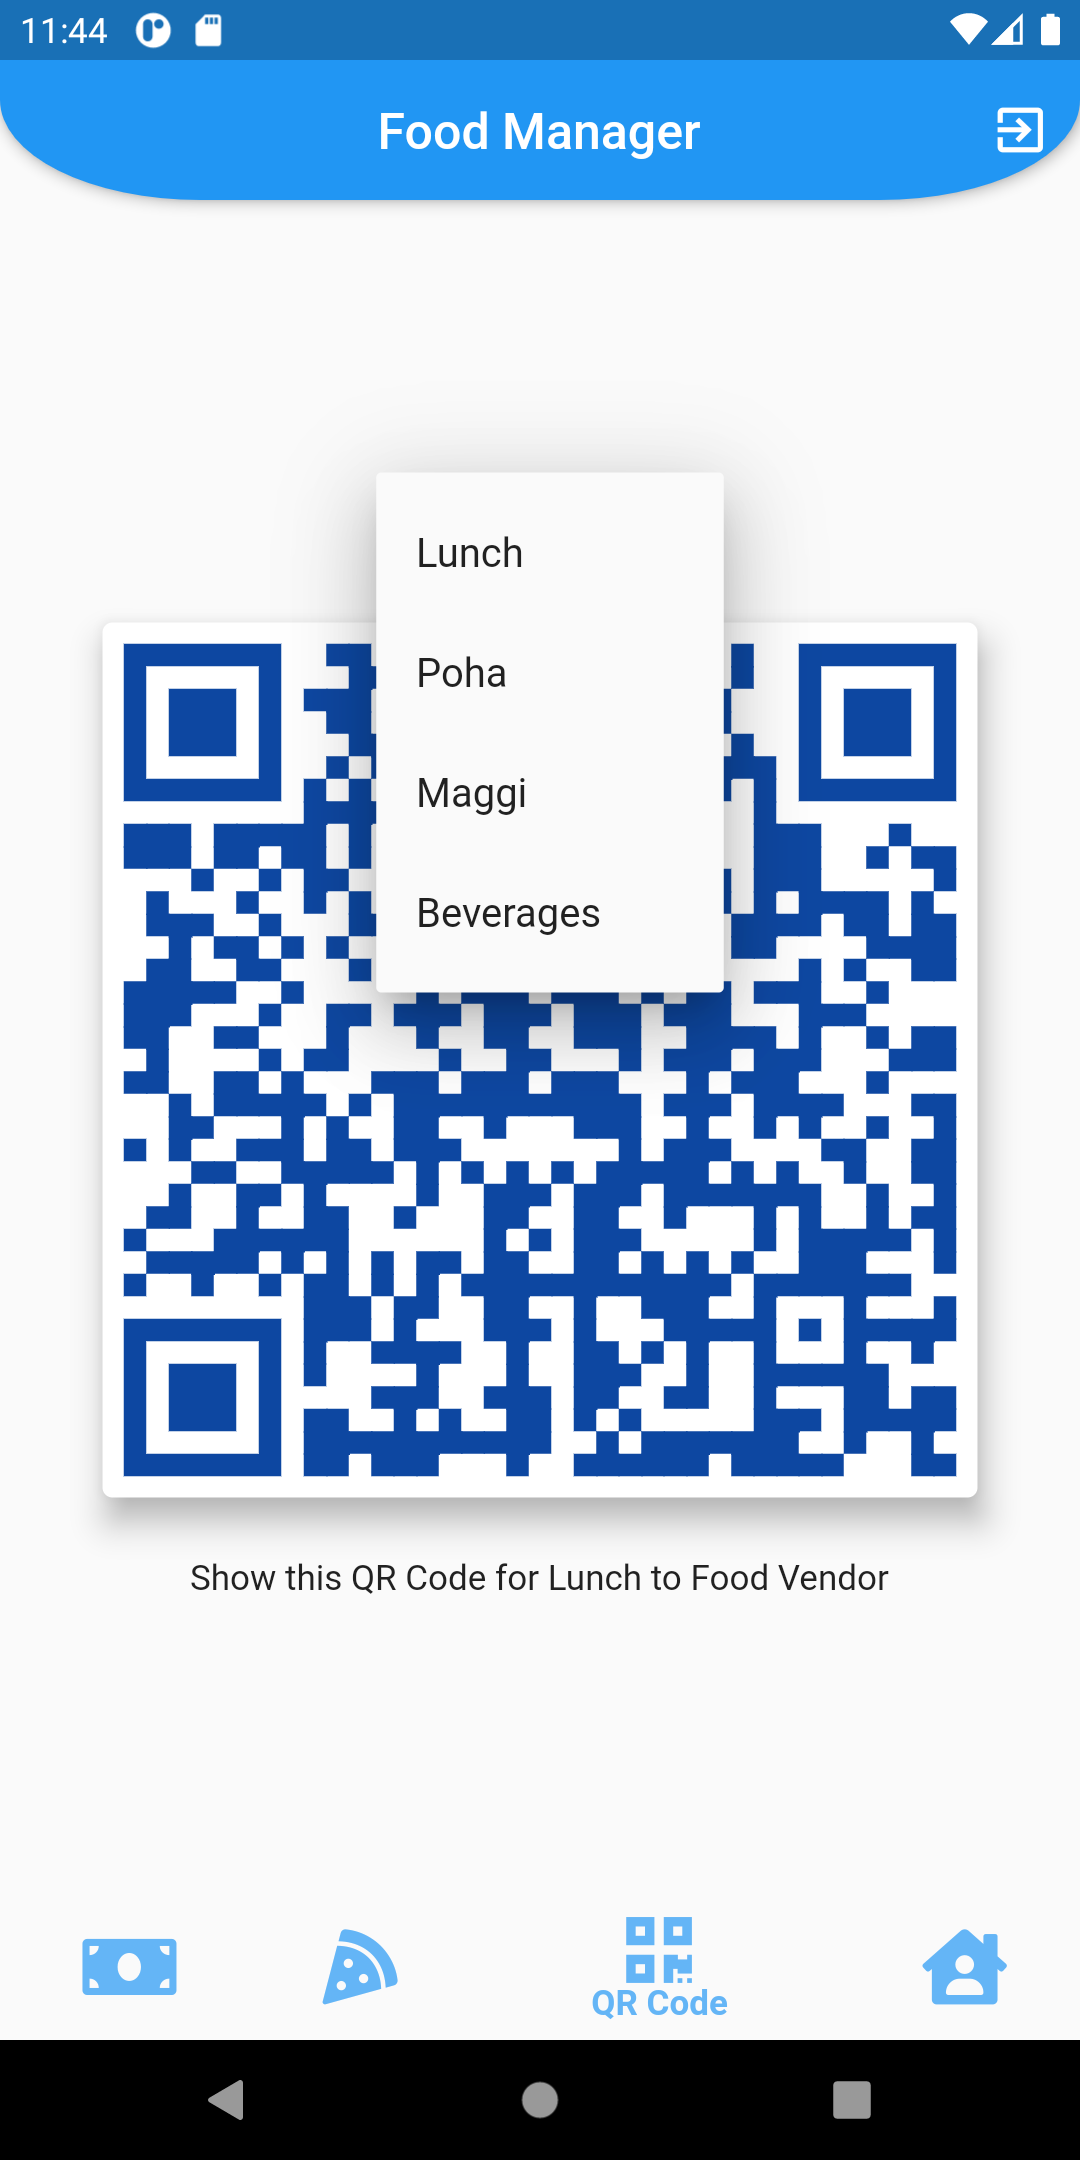 11:44
Food Manager
Lunch
Poha
Maggi
Beverages
Show this QR Code for Lunch to Food Vendor
QR Code